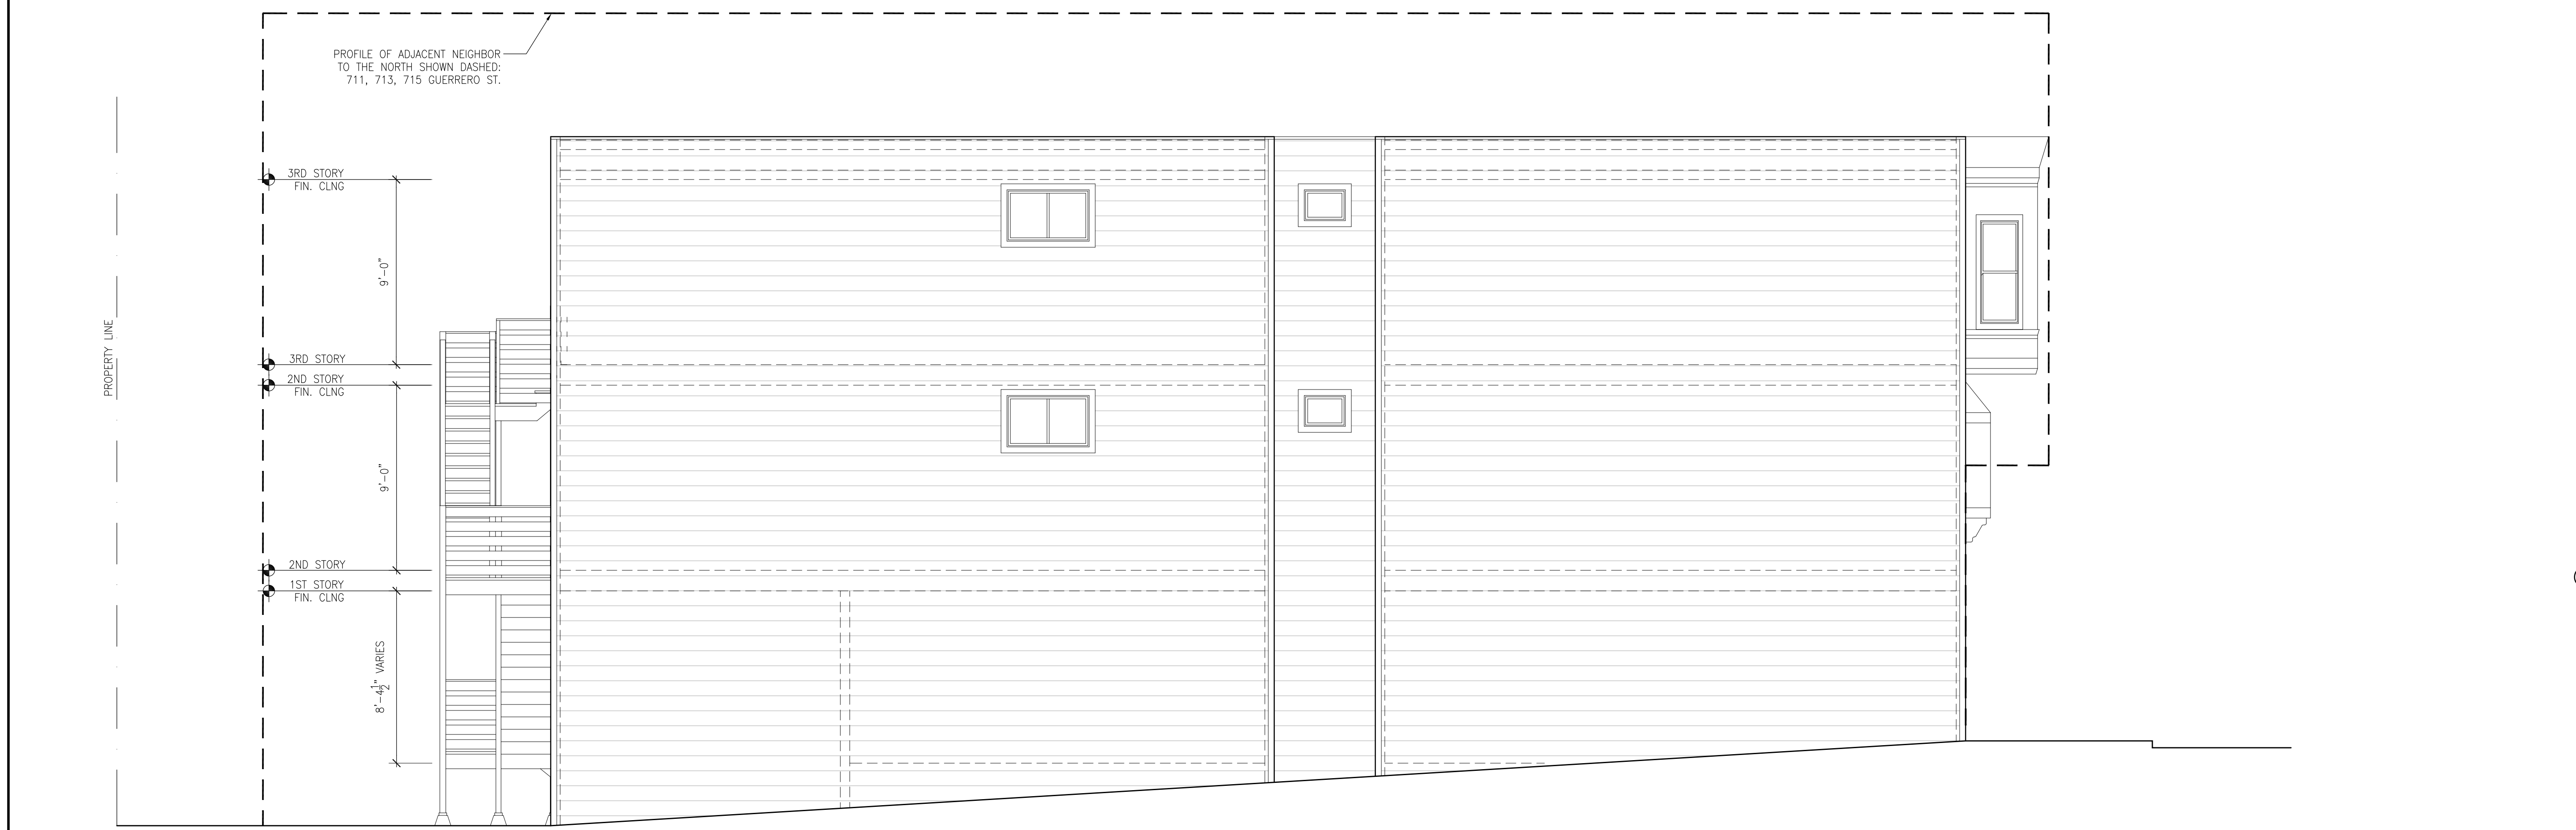 PROFILE OF ADJACENT NEIGHBOR
TO THE NORTH SHOWN DASHED:
711, 713, 715 GUERRERO ST.
3RD STORY
FIN. CLNG
9'-0"
PROPERTY LINE
3RD STORY
2ND STORY
FIN. CLNG
9'-0"
2ND STORY
1ST STORY
FIN. CLNG
8'-4 1/2" VARIES